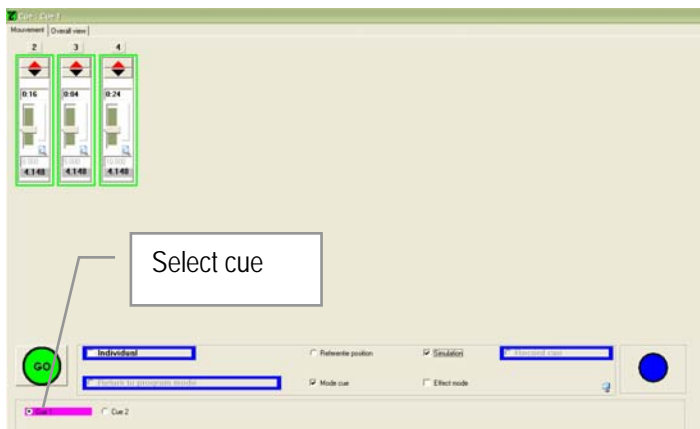 Cue : Cue 1
Mouvement Overall view
2 3 4
0:16 0:04 0:24
4.148 4.148 4.148
Select cue
GO
Individual Referente position Simulation Record cue
Return to program mode Mode cue Effect mode
Cue 1 Cue 2